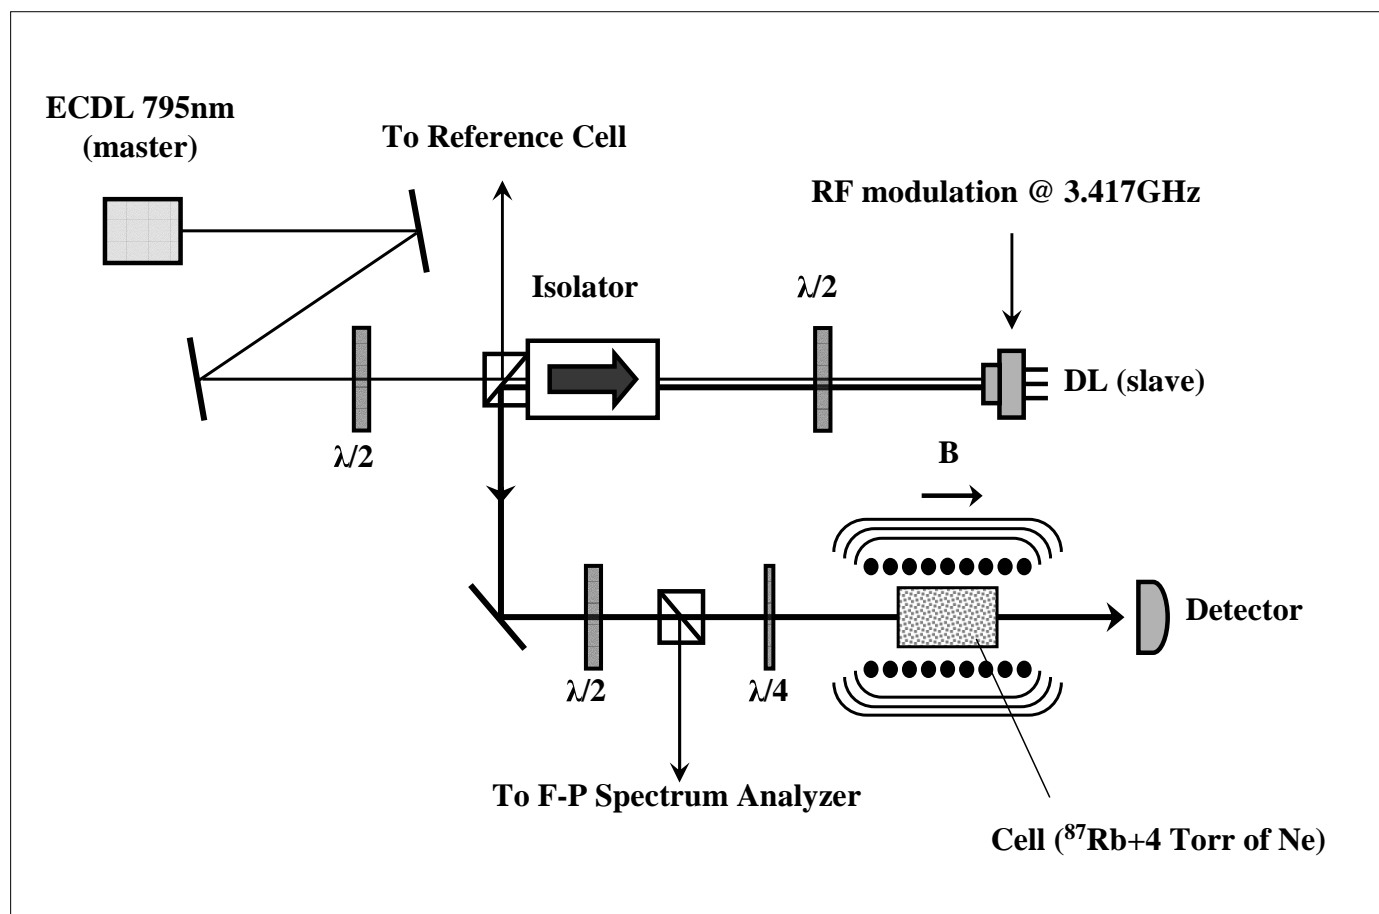 ECDL 795nm
(master)
To Reference Cell
RF modulation @ 3.417GHz
Isolator
λ/2
DL (slave)
λ/2
B
Detector
λ/2
λ/4
To F-P Spectrum Analyzer
Cell (⁸⁷Rb+4 Torr of Ne)